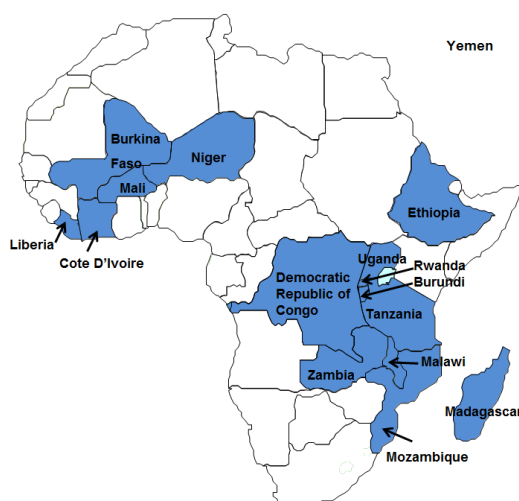 Yemen
Burkina
Faso
Niger
Mali
Ethiopia
Liberia
Cote D'Ivoire
Uganda
Rwanda
Burundi
Democratic
Republic of
Congo
Tanzania
Malawi
Zambia
Madagascar
Mozambique